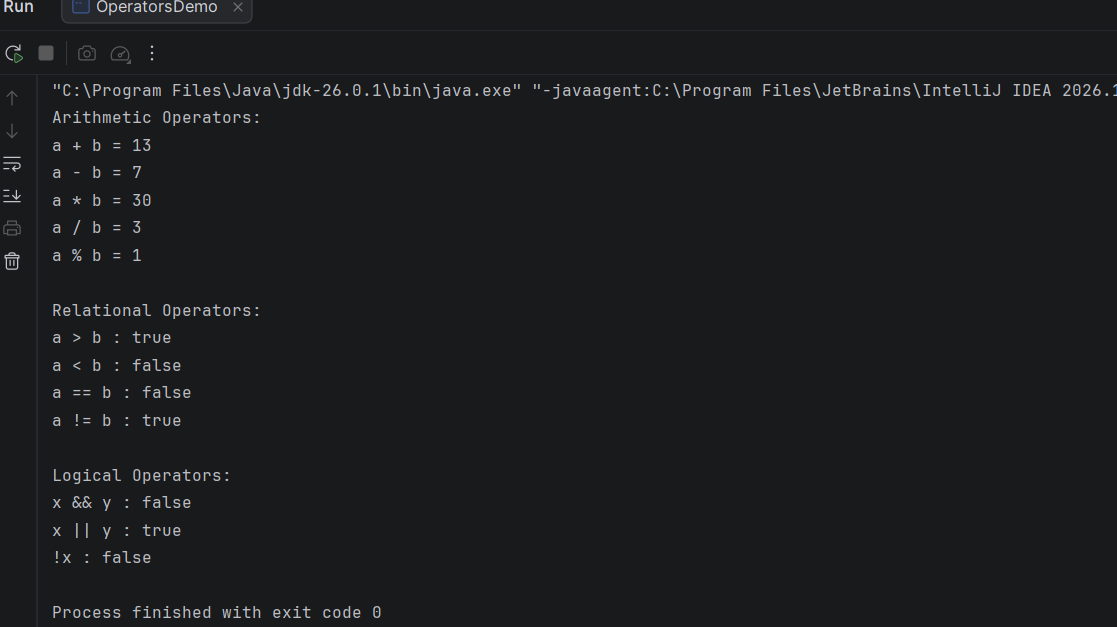 Run
OperatorsDemo
"C:\Program Files\Java\jdk-26.0.1\bin\java.exe" "-javaagent:C:\Program Files\JetBrains\IntelliJ IDEA 2026.1
Arithmetic Operators:
a + b = 13
a - b = 7
a * b = 30
a / b = 3
a % b = 1
Relational Operators:
a > b : true
a < b : false
a == b : false
a != b : true
Logical Operators:
x && y : false
x || y : true
!x : false
Process finished with exit code 0